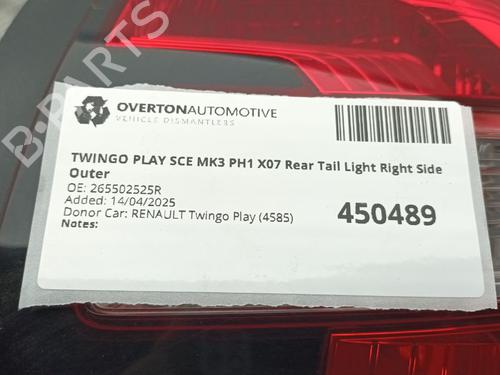 B-PARTS
OVERTONAUTOMOTIVE
VEHICLE DISMANTLERS
TWINGO PLAY SCE MK3 PH1 X07 Rear Tail Light Right Side
Outer
OE: 265502525R
Added: 14/04/2025
Donor Car: RENAULT Twingo Play (4585)
Notes:
450489